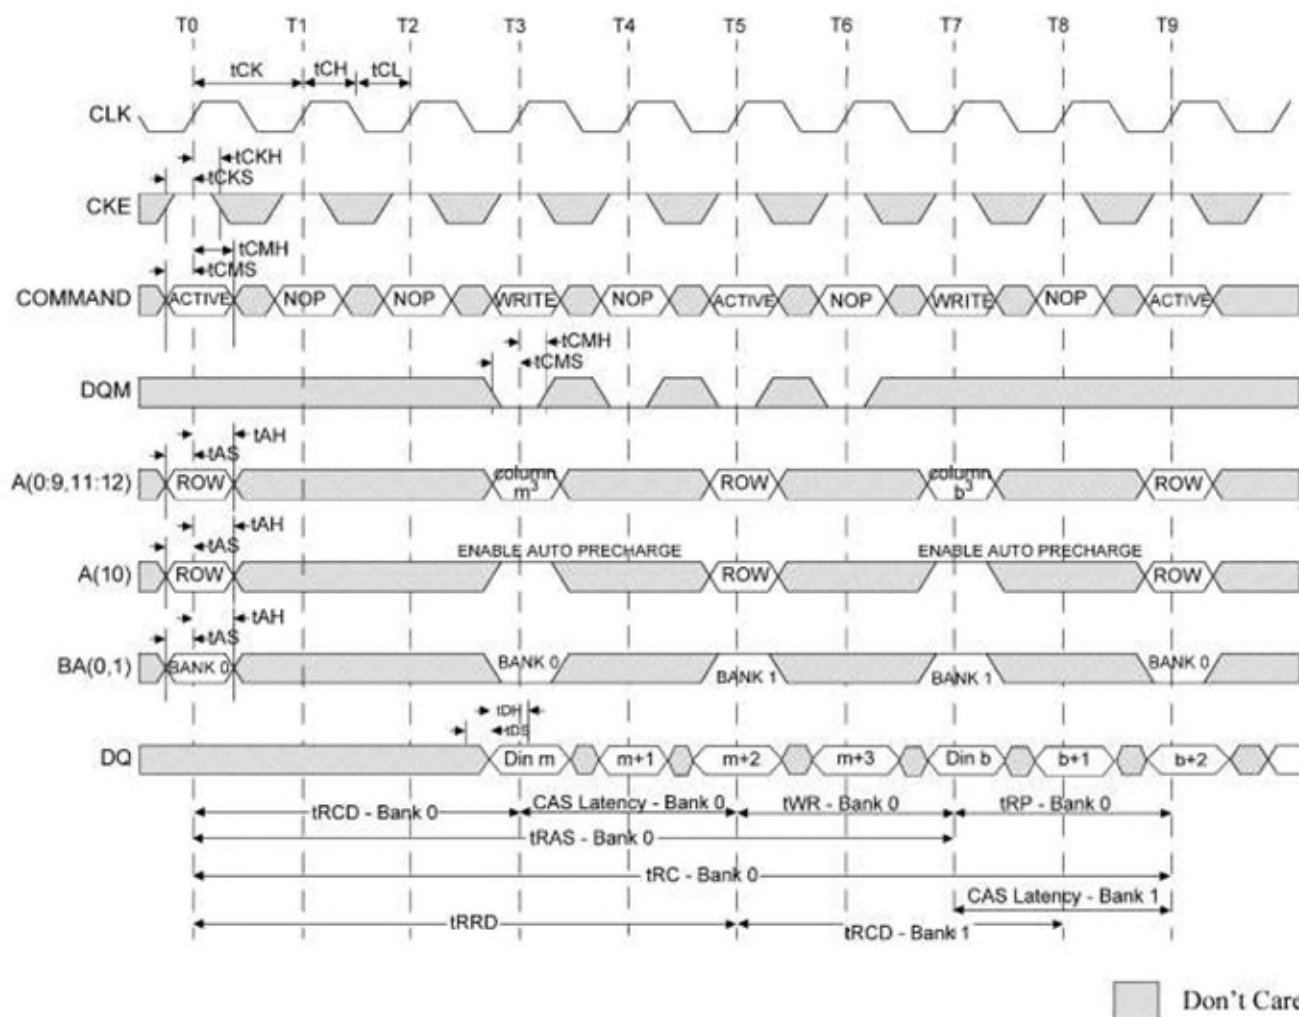 T0 T1 T2 T3 T4 T5 T6 T7 T8 T9
tCK tCH tCL
CLK
tCKH
tCKS
CKE
tCMH
tCMS
COMMAND ACTIVE NOP NOP WRITE NOP ACTIVE NOP WRITE NOP ACTIVE
tCMH
tCMS
DQM
tAH
tAS
A(0:9,11:12) ROW column m³ ROW column b³ ROW
tAH
tAS ENABLE AUTO PRECHARGE ENABLE AUTO PRECHARGE
A(10) ROW ROW ROW
tAH
tAS
BA(0,1) BANK 0 BANK 0 BANK 1 BANK 1 BANK 0
tDH
tDS
DQ Din m m+1 m+2 m+3 Din b b+1 b+2
tRCD - Bank 0 CAS Latency - Bank 0 tWR - Bank 0 tRP - Bank 0
tRAS - Bank 0
tRC - Bank 0
CAS Latency - Bank 1
tRRD tRCD - Bank 1
Don't Care